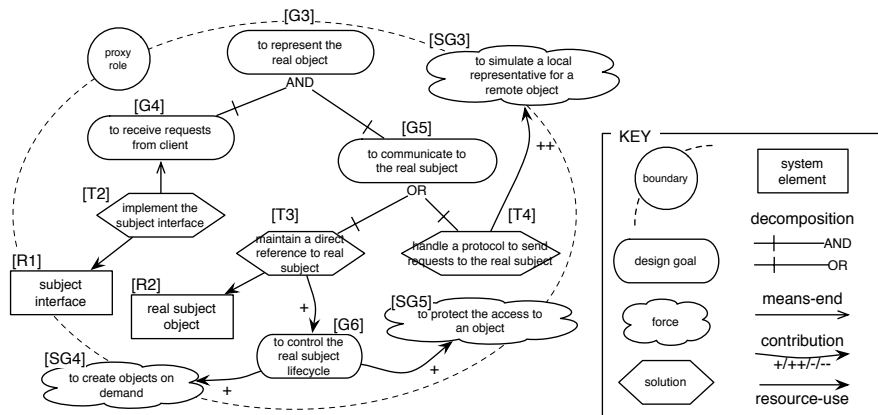 [G3]
proxy
role
to represent the
real object
AND
[SG3]
to simulate a local
representative for a
remote object
[G4]
to receive requests
from client
[G5]
to communicate to
the real subject
OR
++
[T2]
implement the
subject interface
[T3]
maintain a direct
reference to real
subject
[T4]
handle a protocol to send
requests to the real subject
[R1]
subject
interface
[R2]
real subject
object
+
[G6]
to control the
real subject
lifecycle
[SG5]
to protect the access to
an object
+
[SG4]
to create objects on
demand
+
KEY
boundary
system
element
decomposition
AND
OR
design goal
means-end
force
contribution
+/++/-/--
solution
resource-use